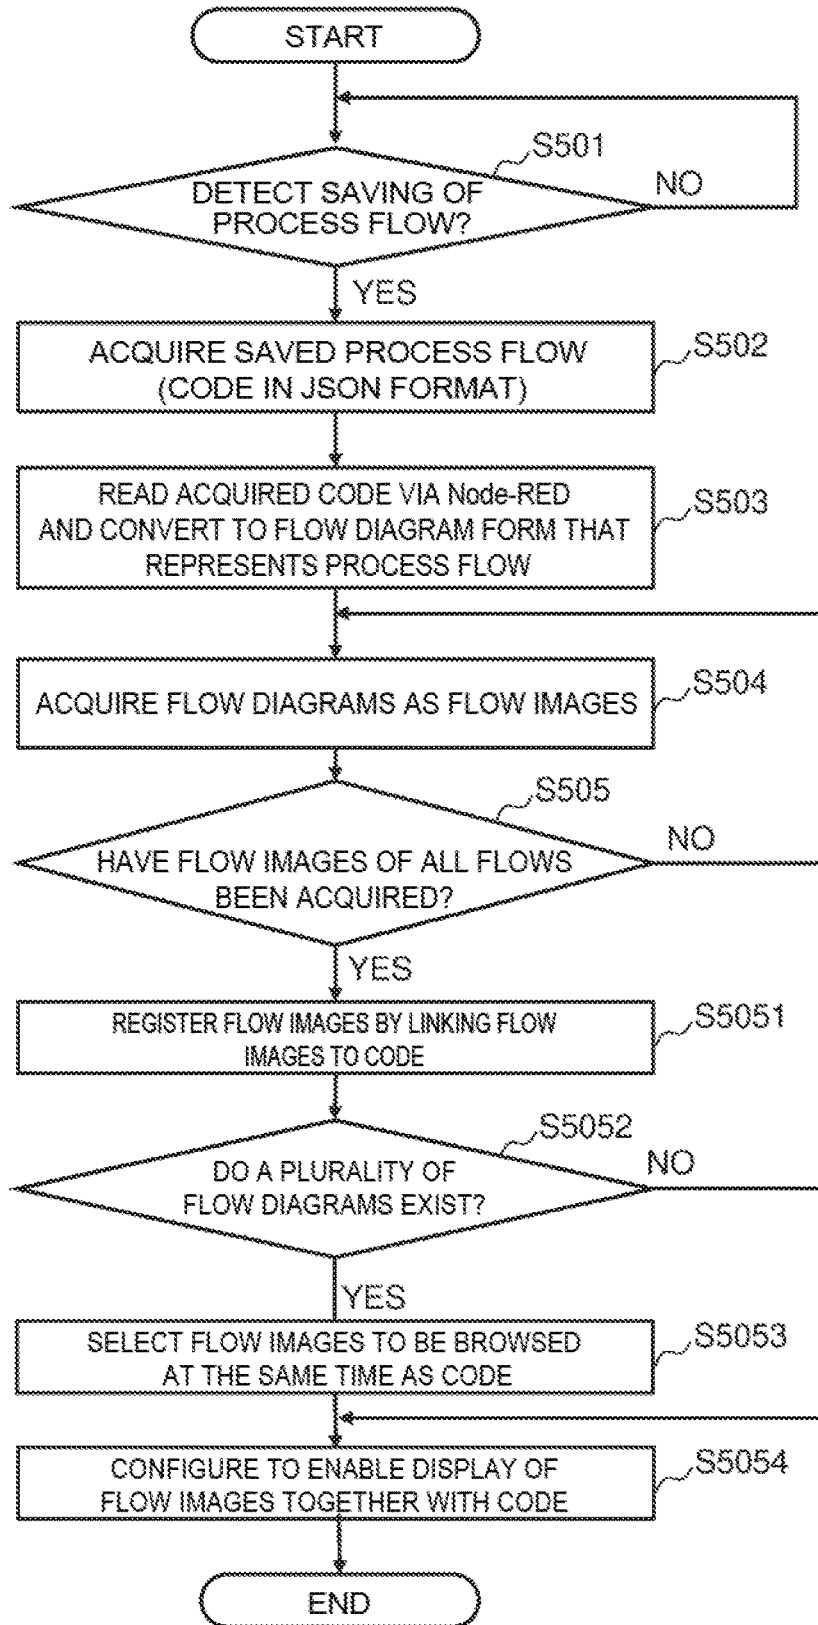 START
S501
DETECT SAVING OF
PROCESS FLOW?
NO
YES
ACQUIRE SAVED PROCESS FLOW
(CODE IN JSON FORMAT)
S502
READ ACQUIRED CODE VIA Node-RED
AND CONVERT TO FLOW DIAGRAM FORM THAT
REPRESENTS PROCESS FLOW
S503
ACQUIRE FLOW DIAGRAMS AS FLOW IMAGES
S504
S505
HAVE FLOW IMAGES OF ALL FLOWS
BEEN ACQUIRED?
NO
YES
REGISTER FLOW IMAGES BY LINKING FLOW
IMAGES TO CODE
S5051
S5052
DO A PLURALITY OF
FLOW DIAGRAMS EXIST?
NO
YES
SELECT FLOW IMAGES TO BE BROWSED
AT THE SAME TIME AS CODE
S5053
CONFIGURE TO ENABLE DISPLAY OF
FLOW IMAGES TOGETHER WITH CODE
S5054
END